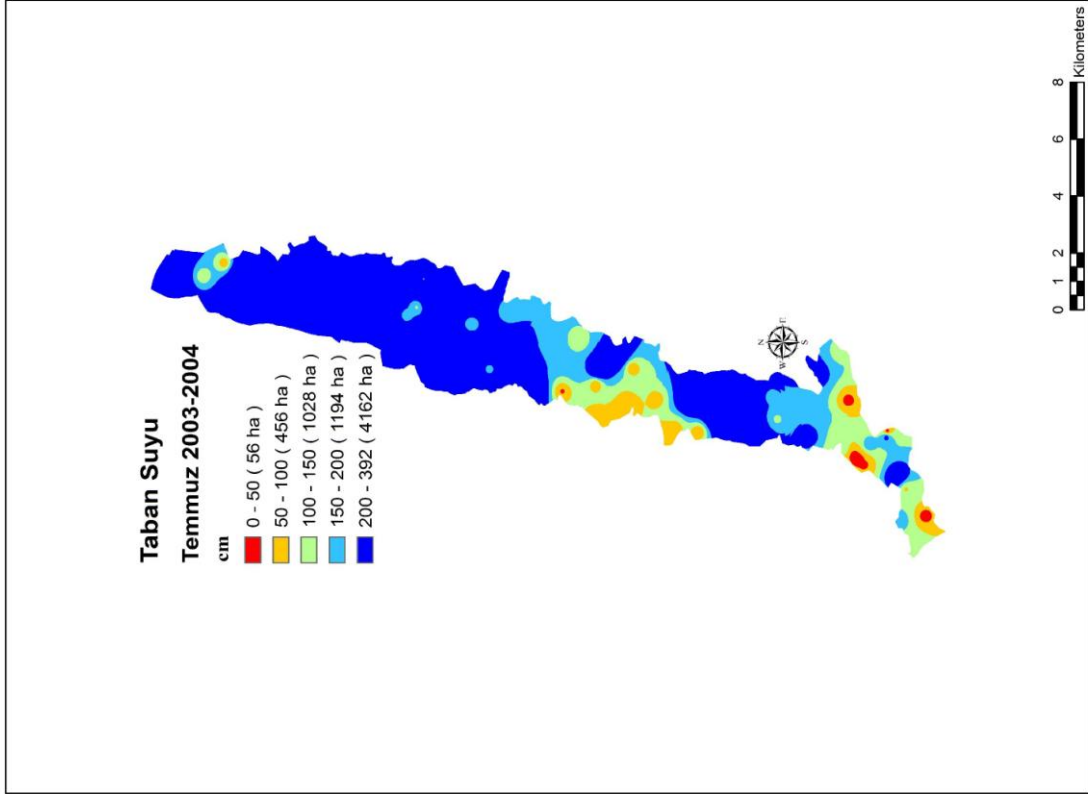 Taban Suyu
Temmuz 2003-2004
cm
0 - 50 ( 56 ha )
50 - 100 ( 456 ha )
100 - 150 ( 1028 ha )
150 - 200 ( 1194 ha )
200 - 392 ( 4162 ha )
N
W
S
0 1 2 4 6 8
Kilometers